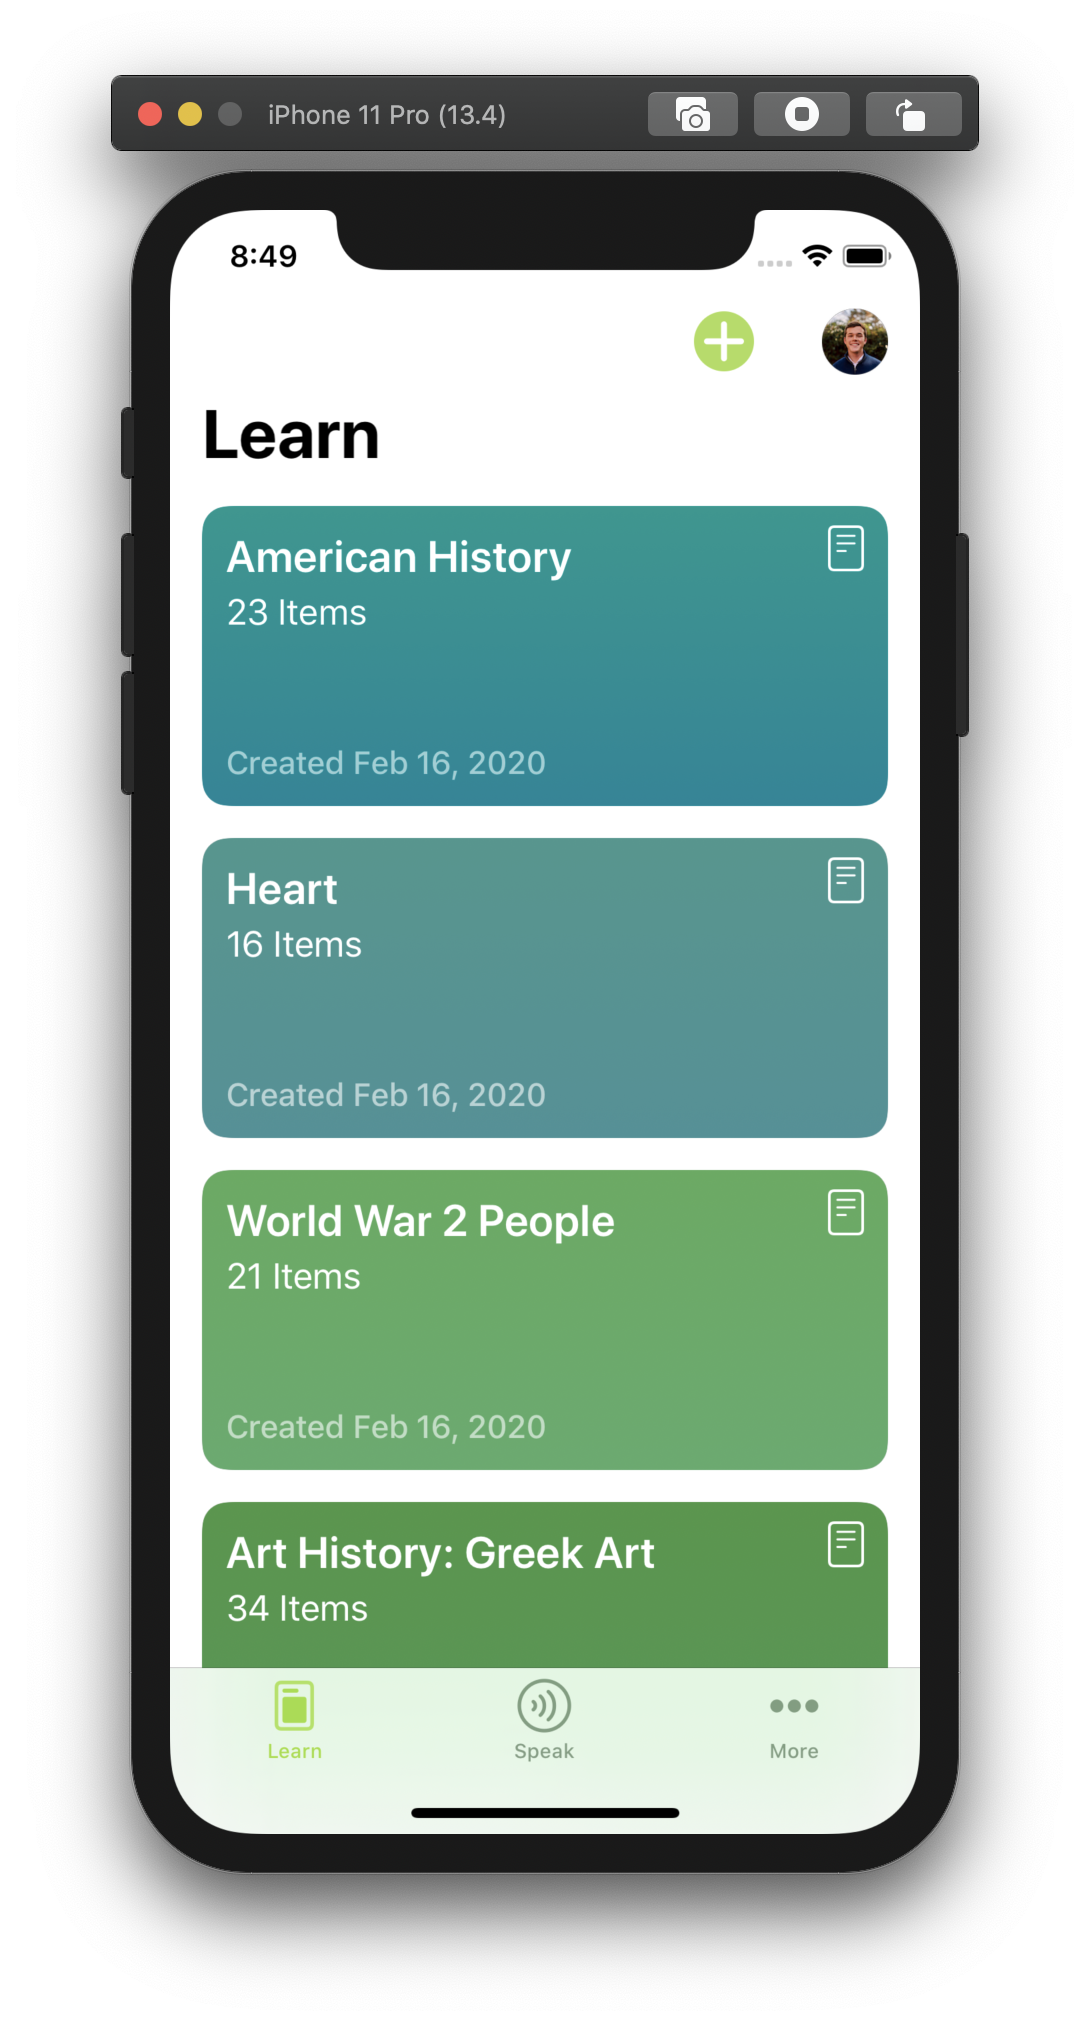 iPhone 11 Pro (13.4)
8:49
Learn
American History
23 Items
Created Feb 16, 2020
Heart
16 Items
Created Feb 16, 2020
World War 2 People
21 Items
Created Feb 16, 2020
Art History: Greek Art
34 Items
Learn
Speak
More